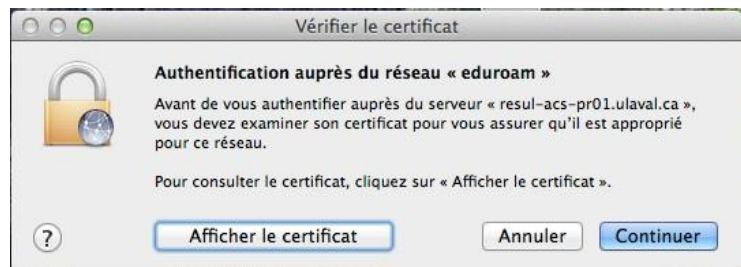 Vérifier le certificat
Authentification auprès du réseau « eduroam »
Avant de vous authentifier auprès du serveur « resul-acs-pr01.ulaval.ca »,
vous devez examiner son certificat pour vous assurer qu'il est approprié
pour ce réseau.
Pour consulter le certificat, cliquez sur « Afficher le certificat ».
? Afficher le certificat Annuler Continuer